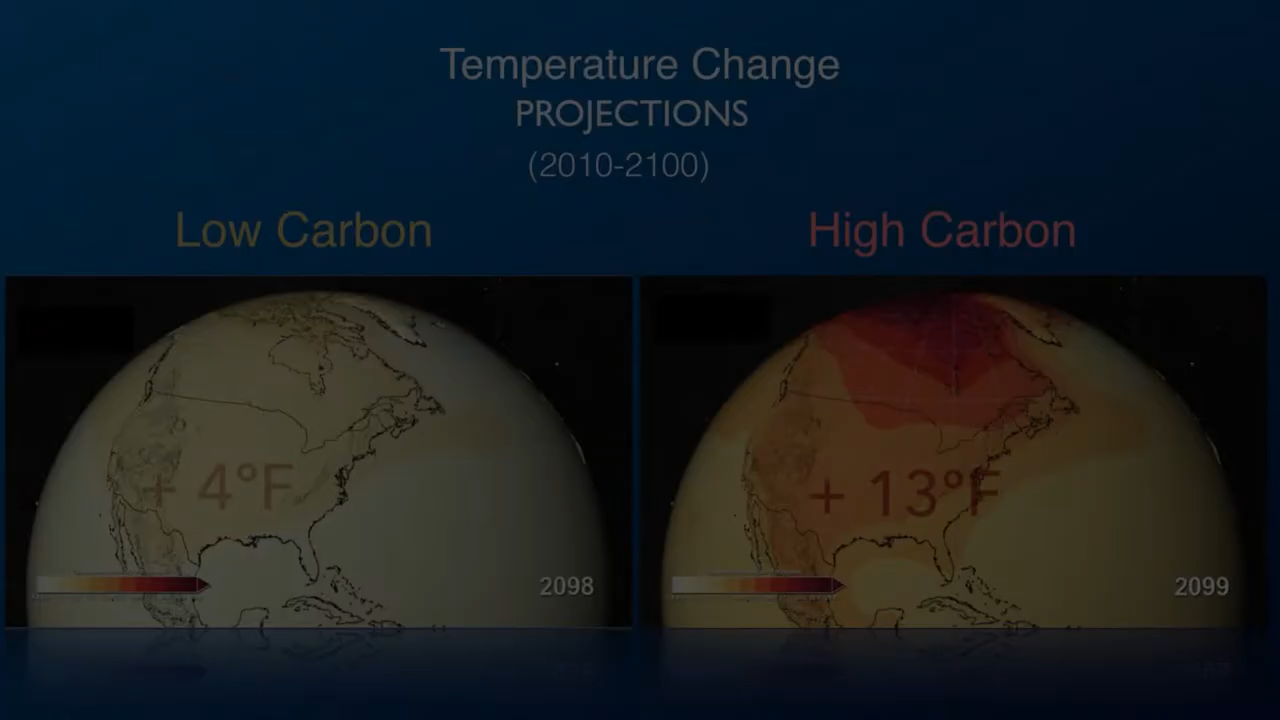 Temperature Change
PROJECTIONS
(2010-2100)
Low Carbon
High Carbon
+ 4°F
+ 13°F
2098
2099